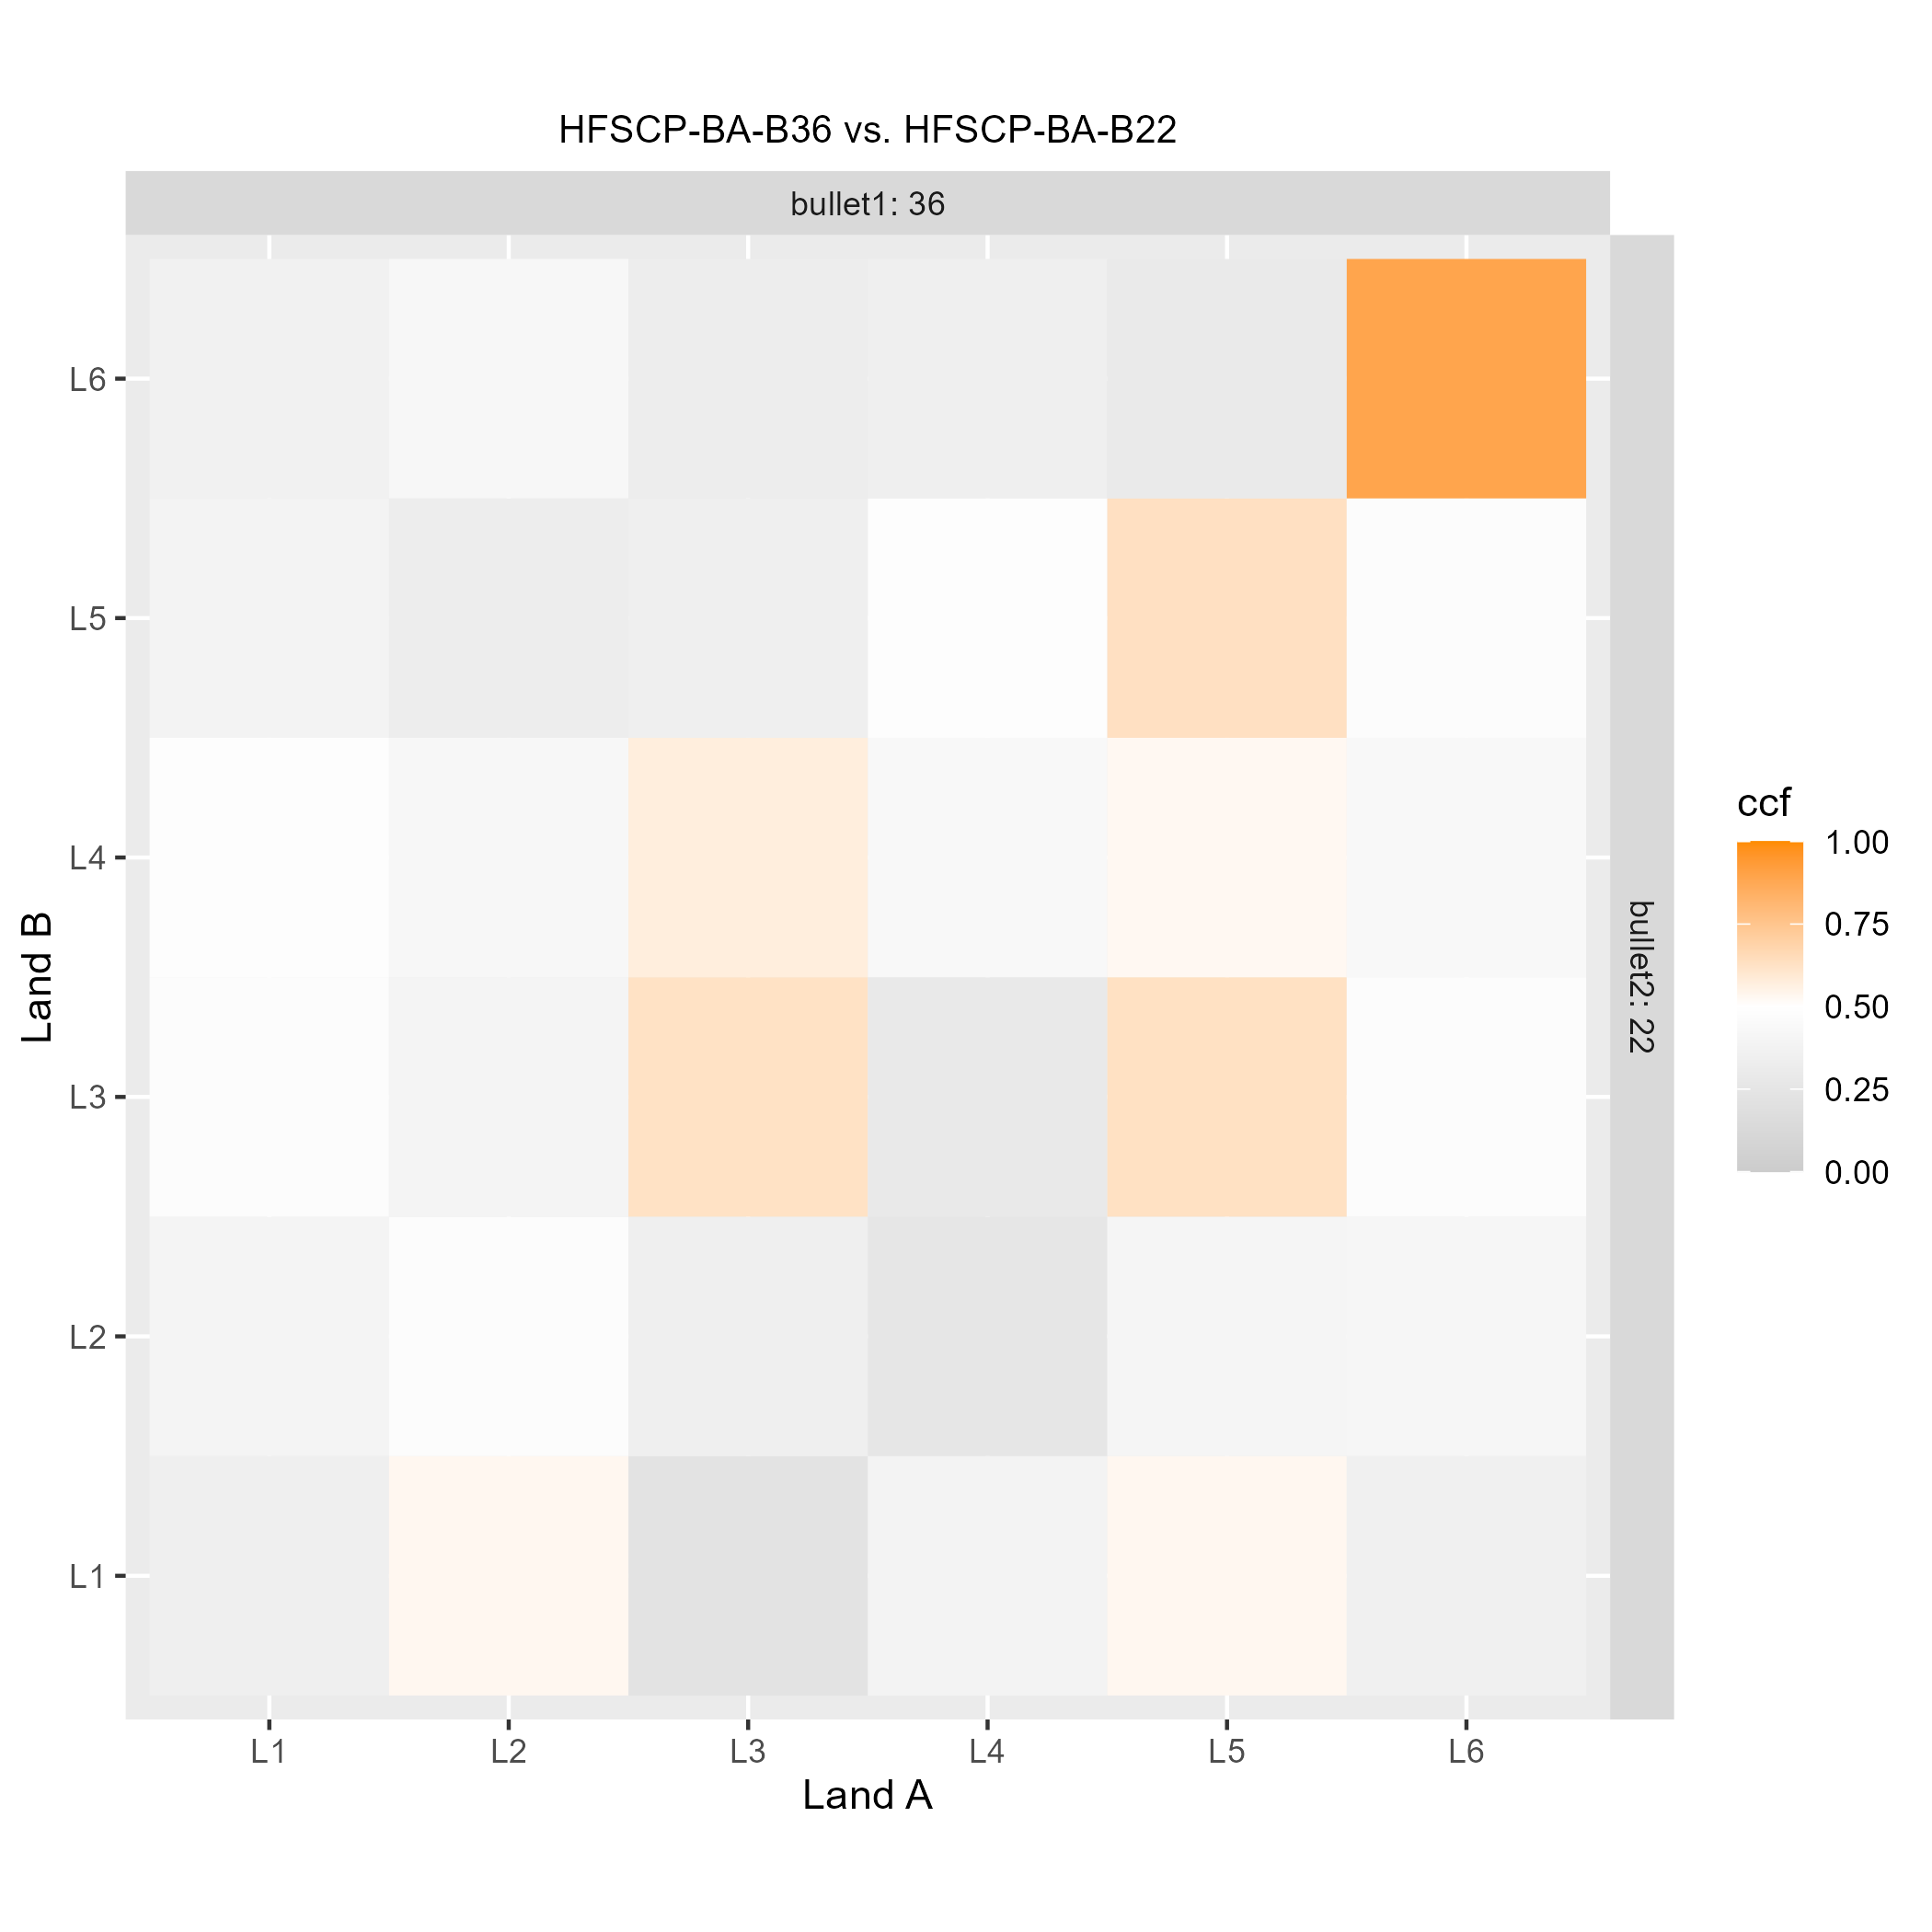 HFSCP-BA-B36 vs. HFSCP-BA-B22
bullet1: 36
L6
L5
L4
L3
L2
L1
Land B
bullet2: 22
L1 L2 L3 L4 L5 L6
Land A
ccf
1.00
0.75
0.50
0.25
0.00